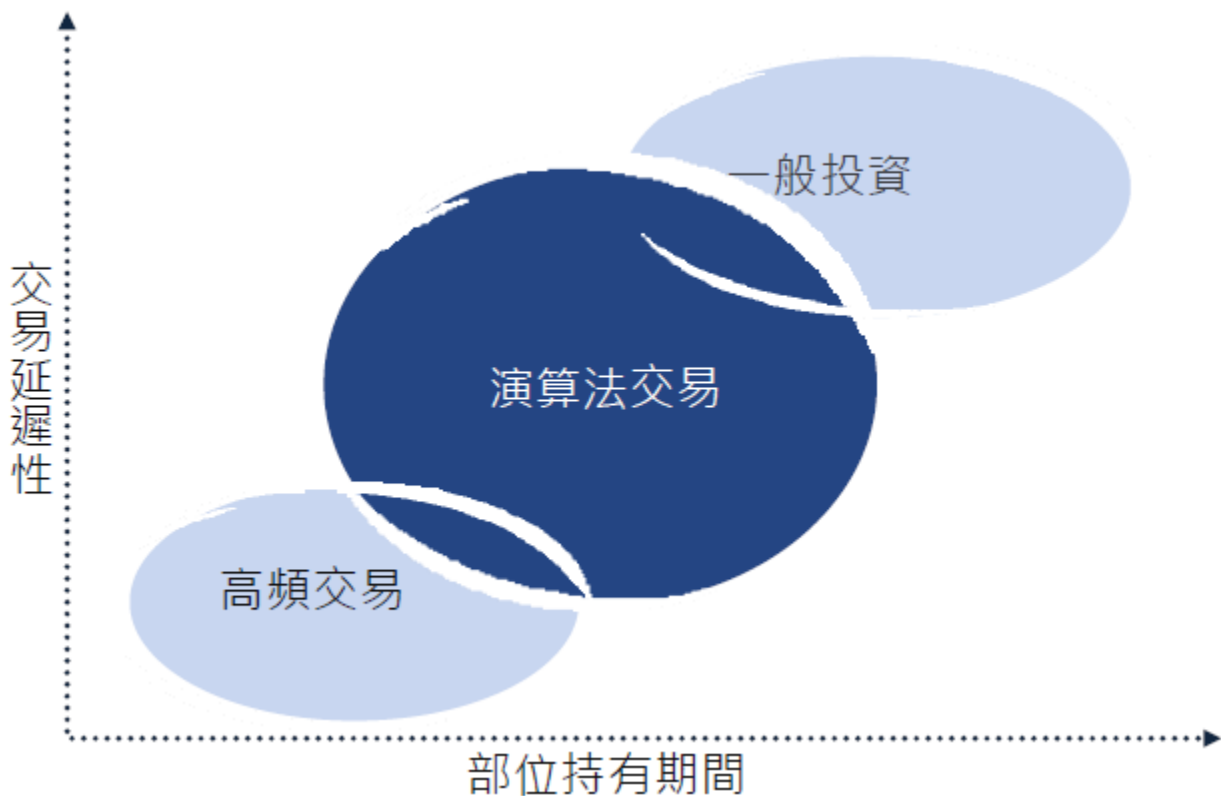 一般投資
演算法交易
交易延遲性
高頻交易
部位持有期間